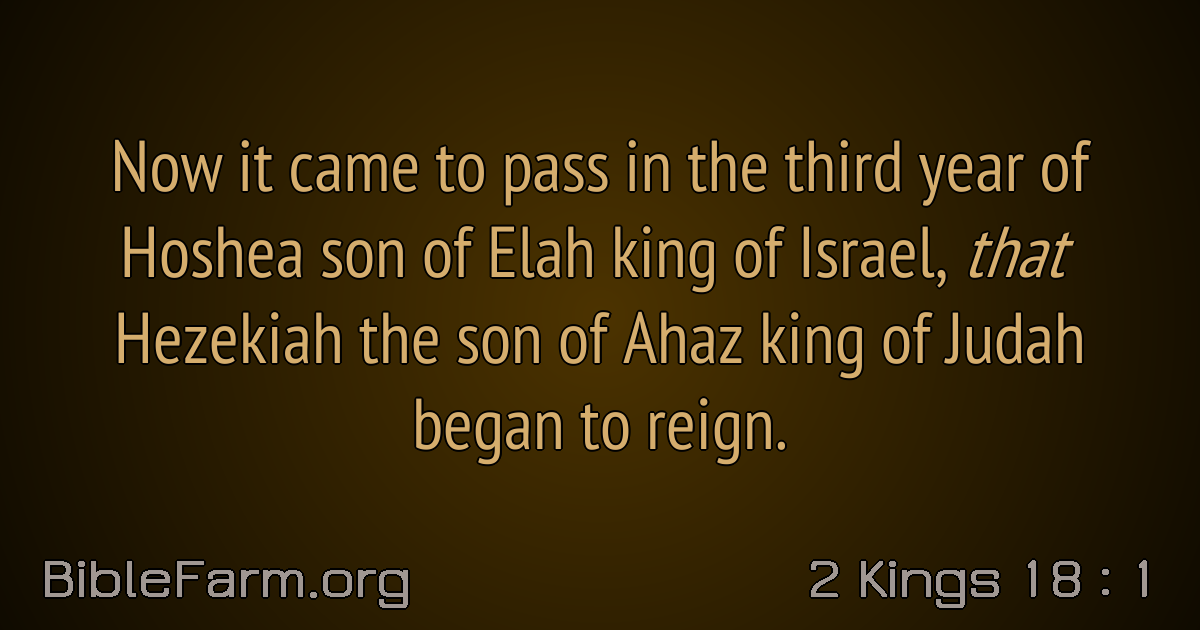 Now it came to pass in the third year of
Hoshea son of Elah king of Israel, that
Hezekiah the son of Ahaz king of Judah
began to reign.
BibleFarm.org
2 Kings 18 : 1